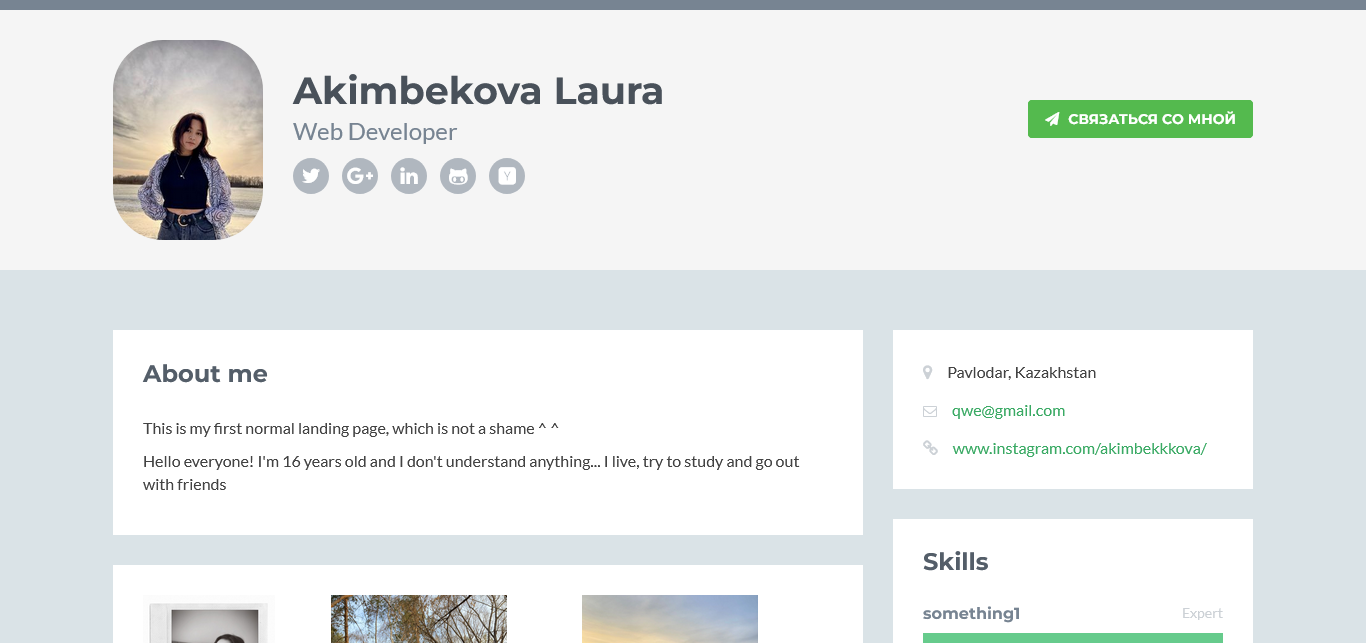 Akimbekova Laura
Web Developer
СВЯЗАТЬСЯ СО МНОЙ
About me
This is my first normal landing page, which is not a shame ^ ^
Hello everyone! I'm 16 years old and I don't understand anything... I live, try to study and go out
with friends
Pavlodar, Kazakhstan
qwe@gmail.com
www.instagram.com/akimbekkkova/
Skills
something1
Expert